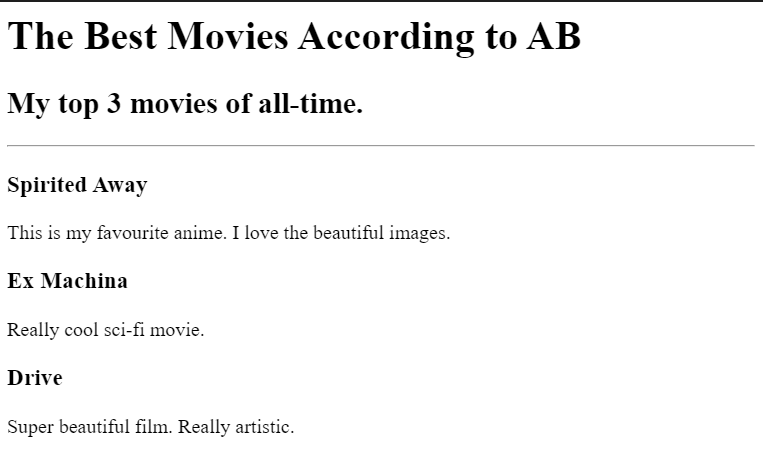 The Best Movies According to AB
My top 3 movies of all-time.
Spirited Away
This is my favourite anime. I love the beautiful images.
Ex Machina
Really cool sci-fi movie.
Drive
Super beautiful film. Really artistic.